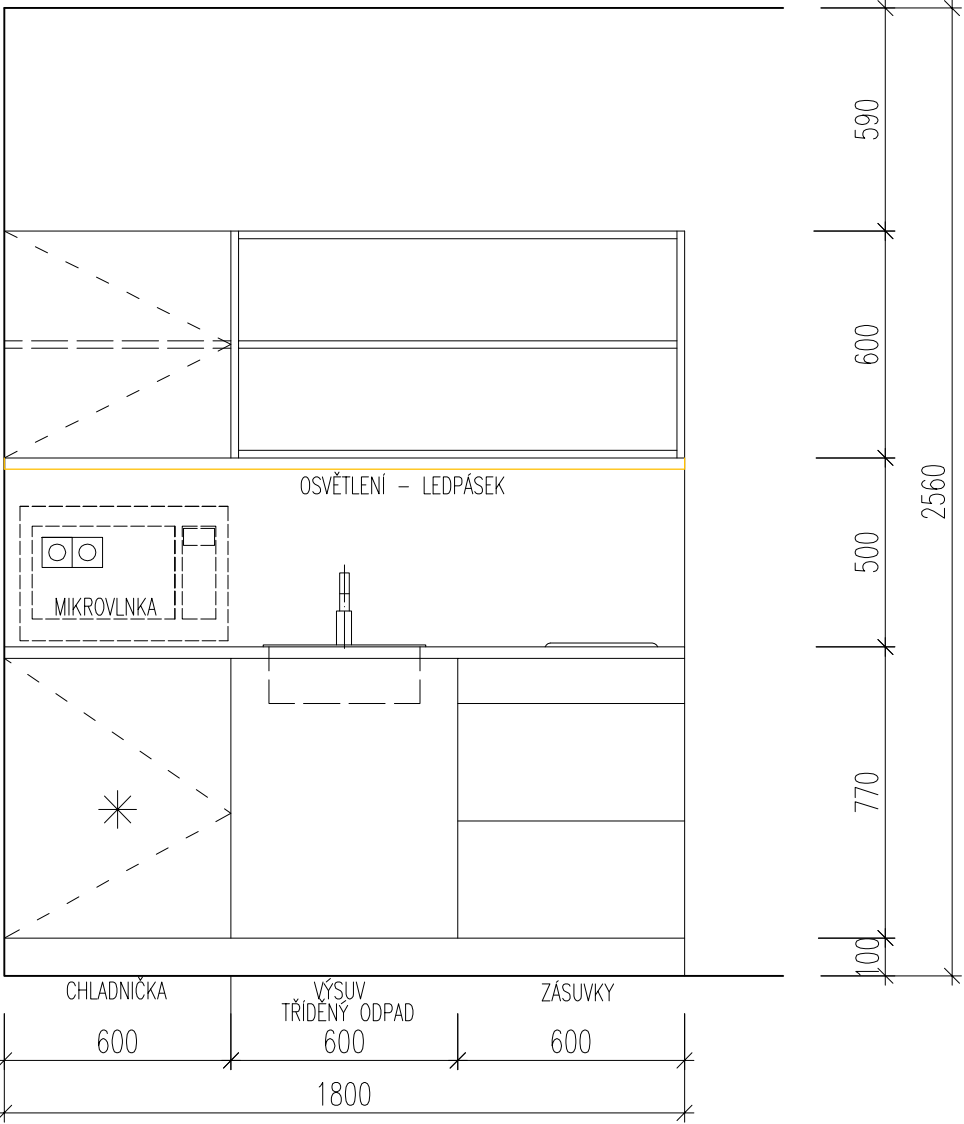 590
600
OSVĚTLENÍ – LEDPÁSEK
2560
500
MIKROVLNKA
770
100
CHLADNIČKA
VÝSUV
TŘÍDĚNÝ ODPAD
ZÁSUVKY
600
600
600
1800